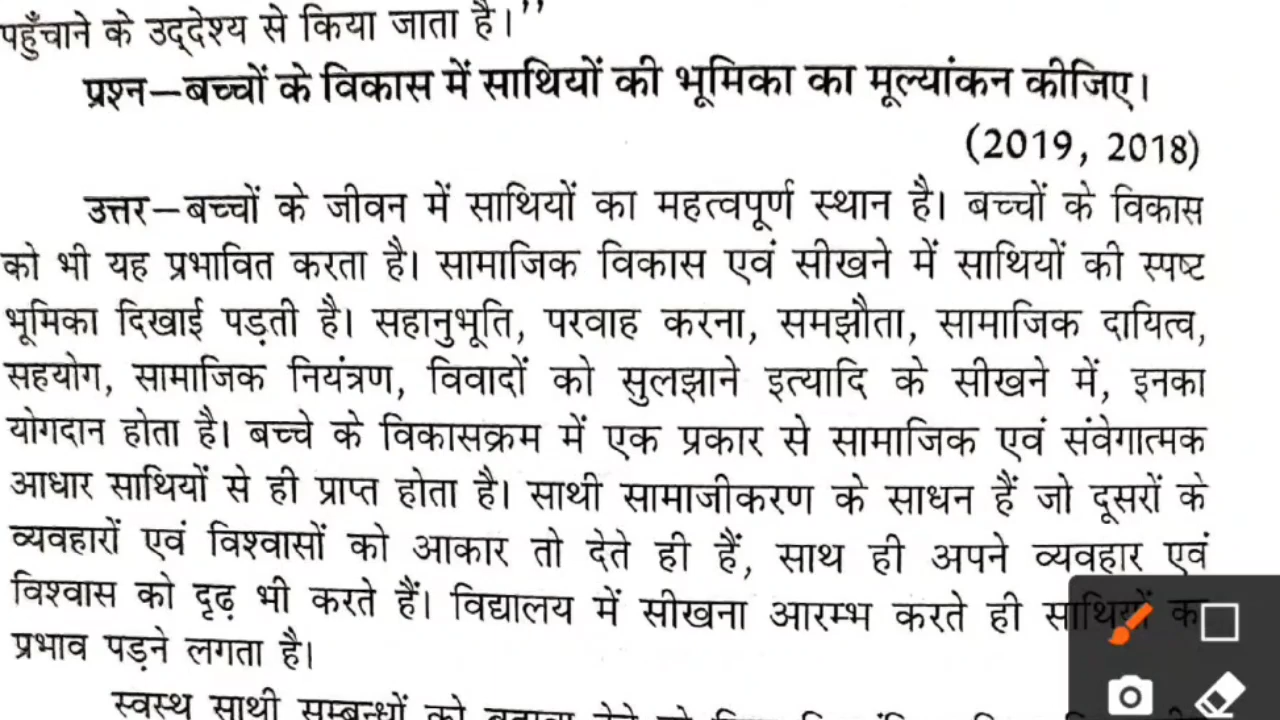 पहुँचाने के उद्देश्य से किया जाता है।’’
प्रश्न–बच्चों के विकास में साथियों की भूमिका का मूल्यांकन कीजिए।
(2019, 2018)
उत्तर–बच्चों के जीवन में साथियों का महत्वपूर्ण स्थान है। बच्चों के विकास
को भी यह प्रभावित करता है। सामाजिक विकास एवं सीखने में साथियों की स्पष्ट
भूमिका दिखाई पड़ती है। सहानुभूति, परवाह करना, समझौता, सामाजिक दायित्व,
सहयोग, सामाजिक नियंत्रण, विवादों को सुलझाने इत्यादि के सीखने में, इनका
योगदान होता है। बच्चे के विकासक्रम में एक प्रकार से सामाजिक एवं संवेगात्मक
आधार साथियों से ही प्राप्त होता है। साथी सामाजीकरण के साधन हैं जो दूसरों के
व्यवहारों एवं विश्वासों को आकार तो देते ही हैं, साथ ही अपने व्यवहार एवं
विश्वास को दृढ़ भी करते हैं। विद्यालय में सीखना आरम्भ करते ही साथियों का
प्रभाव पड़ने लगता है।
स्वस्थ साथी सम्बन्धों को